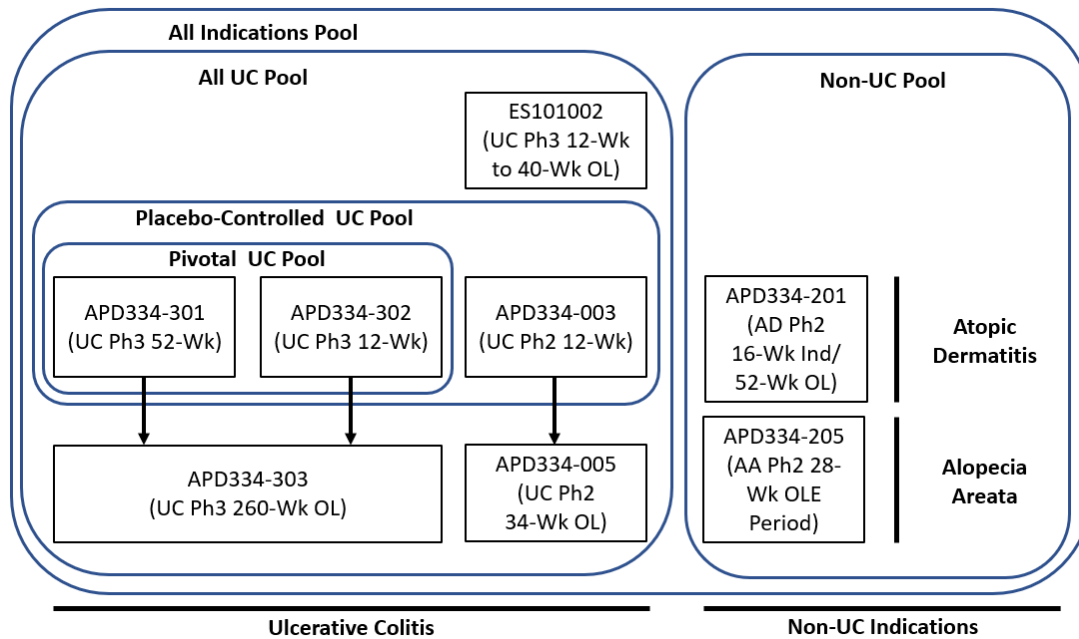 All Indications Pool
All UC Pool
Non-UC Pool
ES101002
(UC Ph3 12-Wk
to 40-Wk OL)
Placebo-Controlled UC Pool
Pivotal UC Pool
APD334-301
(UC Ph3 52-Wk)
APD334-302
(UC Ph3 12-Wk)
APD334-003
(UC Ph2 12-Wk)
APD334-201
(AD Ph2
16-Wk Ind/
52-Wk OL)
Atopic
Dermatitis
APD334-303
(UC Ph3 260-Wk OL)
APD334-005
(UC Ph2
34-Wk OL)
APD334-205
(AA Ph2 28-
Wk OLE
Period)
Alopecia
Areata
Ulcerative Colitis
Non-UC Indications